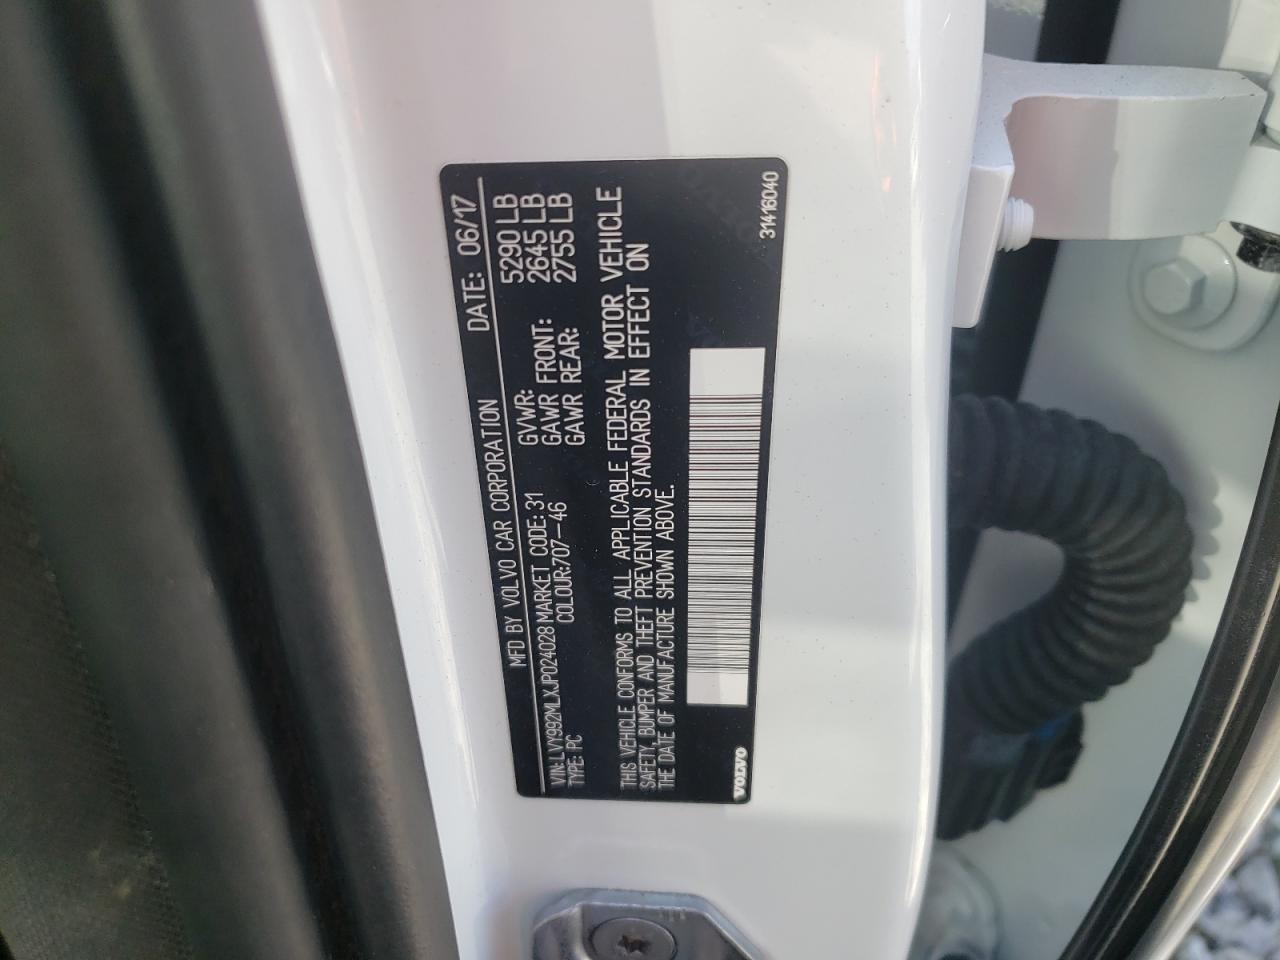 MFD BY VOLVO CAR CORPORATION DATE: 06/17
VIN: LVY992MLXJP024028 MARKET CODE: 31 GVWR: 5290 LB
TYPE: PC COLOUR:707-46 GAWR FRONT: 2645 LB
GAWR REAR: 2755 LB
THIS VEHICLE CONFORMS TO ALL APPLICABLE FEDERAL MOTOR VEHICLE
SAFETY, BUMPER AND THEFT PREVENTION STANDARDS IN EFFECT ON
THE DATE OF MANUFACTURE SHOWN ABOVE.
VOLVO 31416040